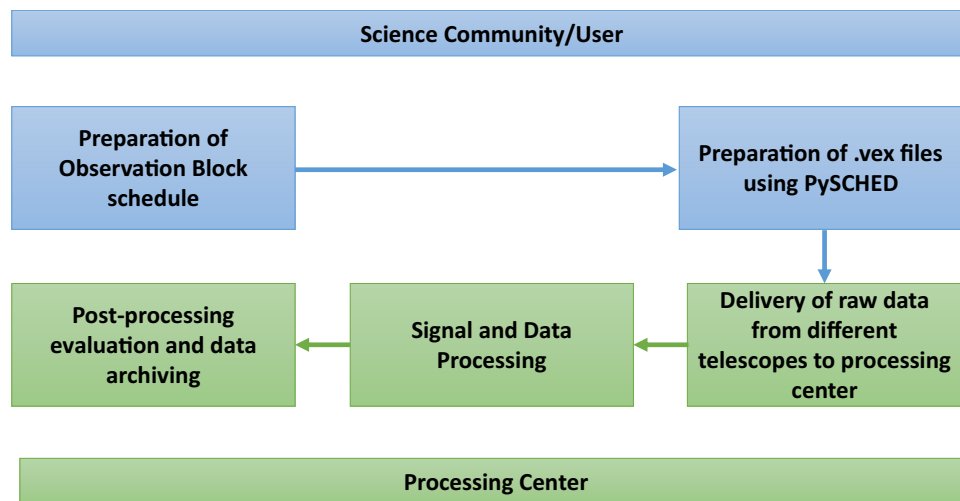 Science Community/User
Preparation of
Observation Block
schedule
Preparation of .vex files
using PySCHED
Post-processing
evaluation and data
archiving
Signal and Data
Processing
Delivery of raw data
from different
telescopes to processing
center
Processing Center